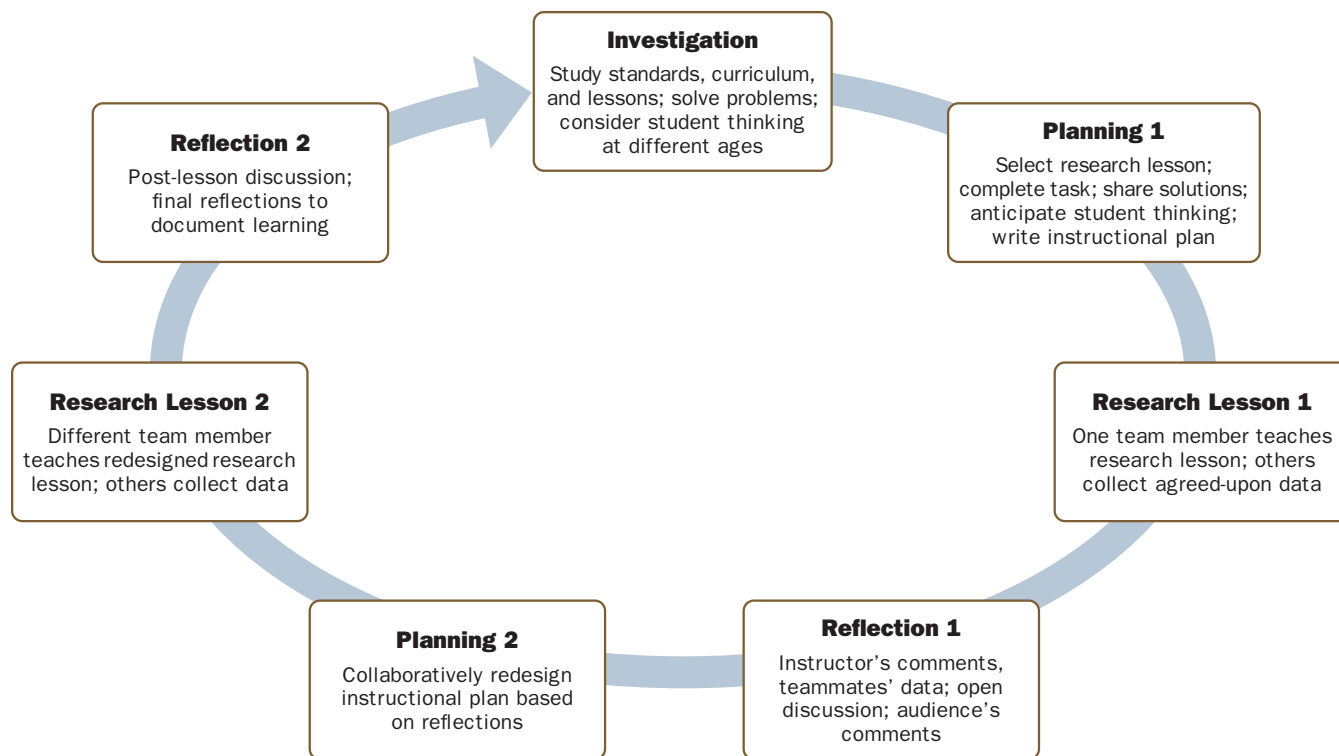 Investigation
Study standards, curriculum,
and lessons; solve problems;
consider student thinking
at different ages
Planning 1
Select research lesson;
complete task; share solutions;
anticipate student thinking;
write instructional plan
Research Lesson 1
One team member teaches
research lesson; others
collect agreed-upon data
Reflection 1
Instructor's comments,
teammates' data; open
discussion; audience's
comments
Planning 2
Collaboratively redesign
instructional plan based
on reflections
Research Lesson 2
Different team member
teaches redesigned research
lesson; others collect data
Reflection 2
Post-lesson discussion;
final reflections to
document learning